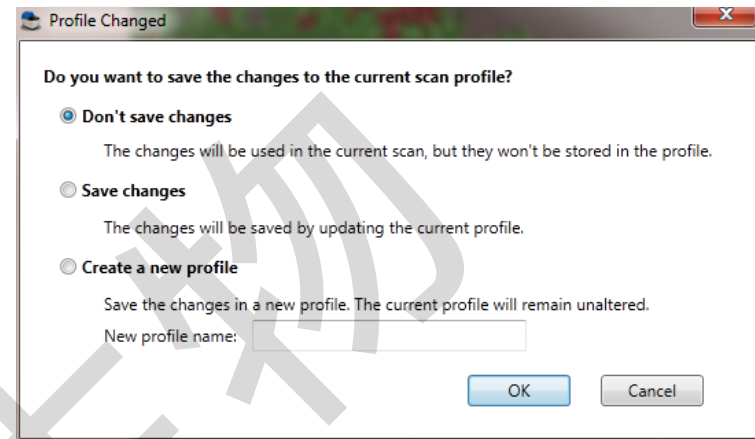 Profile Changed
Do you want to save the changes to the current scan profile?
Don't save changes
The changes will be used in the current scan, but they won't be stored in the profile.
Save changes
The changes will be saved by updating the current profile.
Create a new profile
Save the changes in a new profile. The current profile will remain unaltered.
New profile name:
OK Cancel
物